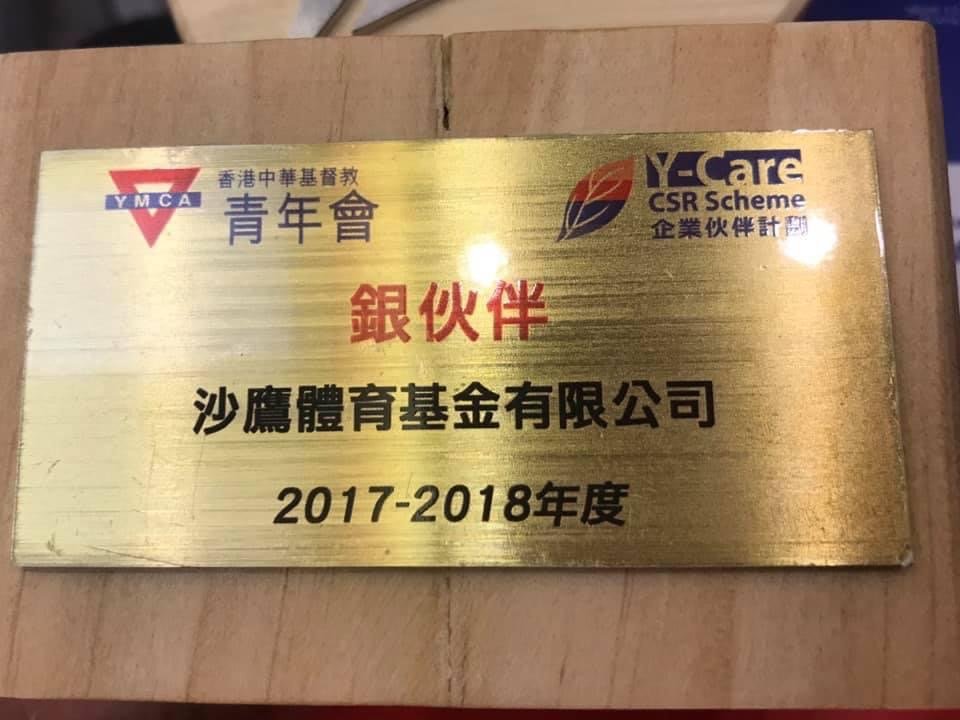 YMCA
香港中華基督教
青年會
Y-Care
CSR Scheme
企業伙伴計劃
銀伙伴
沙鷹體育基金有限公司
2017-2018年度